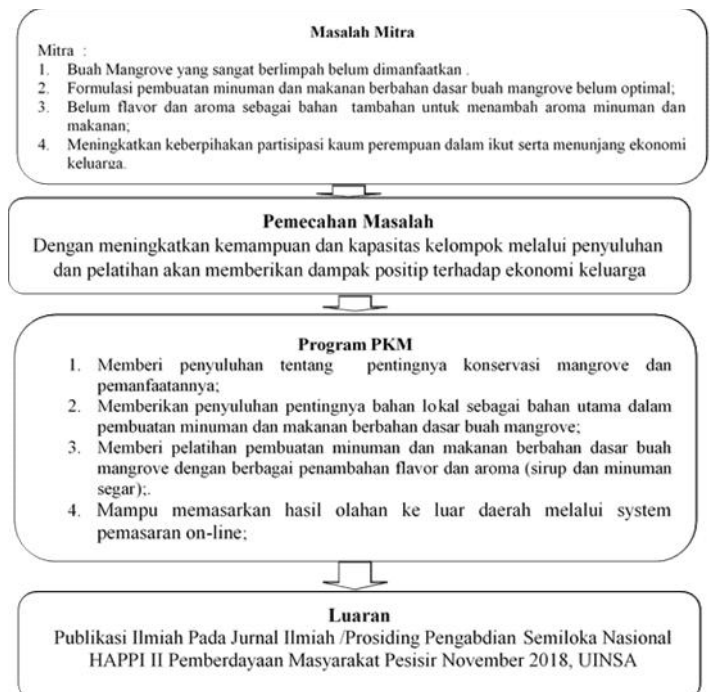 Masalah Mitra
Mitra :
1. Buah Mangrove yang sangat berlimpah belum dimanfaatkan .
2. Formulasi pembuatan minuman dan makanan berbahan dasar buah mangrove belum optimal;
3. Belum flavor dan aroma sebagai bahan tambahan untuk menambah aroma minuman dan
makanan;
4. Meningkatkan keberpihakan partisipasi kaum perempuan dalam ikut serta menunjang ekonomi
keluarga.
Pemecahan Masalah
Dengan meningkatkan kemampuan dan kapasitas kelompok melalui penyuluhan
dan pelatihan akan memberikan dampak positip terhadap ekonomi keluarga
Program PKM
1. Memberi penyuluhan tentang pentingnya konservasi mangrove dan
pemanfaatannya;
2. Memberikan penyuluhan pentingnya bahan lokal sebagai bahan utama dalam
pembuatan minuman dan makanan berbahan dasar buah mangrove;
3. Memberi pelatihan pembuatan minuman dan makanan berbahan dasar buah
mangrove dengan berbagai penambahan flavor dan aroma (sirup dan minuman
segar);.
4. Mampu memasarkan hasil olahan ke luar daerah melalui system
pemasaran on-line;
Luaran
Publikasi Ilmiah Pada Jurnal Ilmiah /Prosiding Pengabdian Semiloka Nasional
HAPPI II Pemberdayaan Masyarakat Pesisir November 2018, UINSA